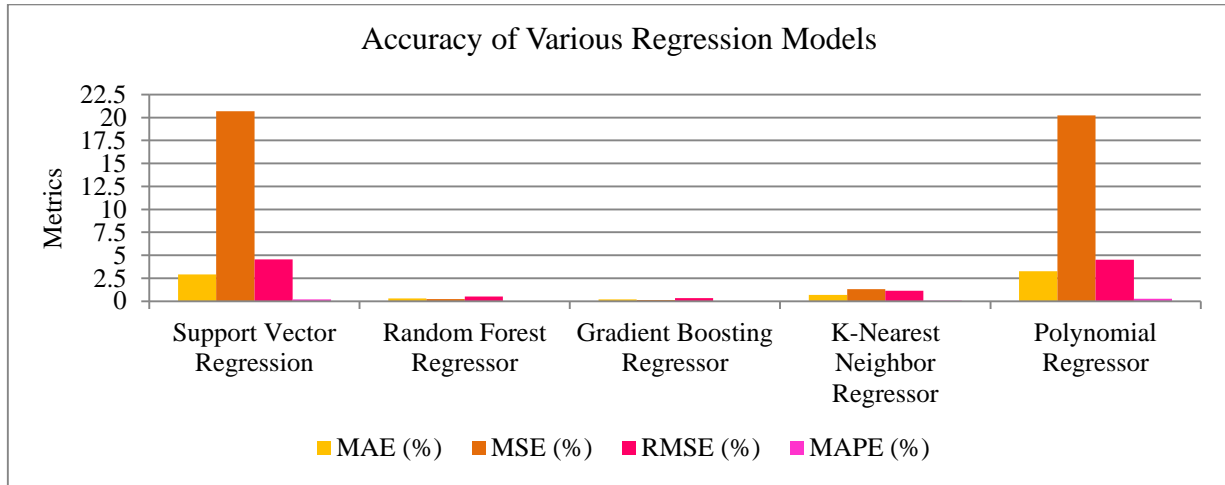 Accuracy of Various Regression Models
22.5
20
17.5
15
12.5
10
7.5
5
2.5
0
Metrics
Support Vector
Regression
Random Forest
Regressor
Gradient Boosting
Regressor
K-Nearest
Neighbor
Regressor
Polynomial
Regressor
MAE (%) MSE (%) RMSE (%) MAPE (%)